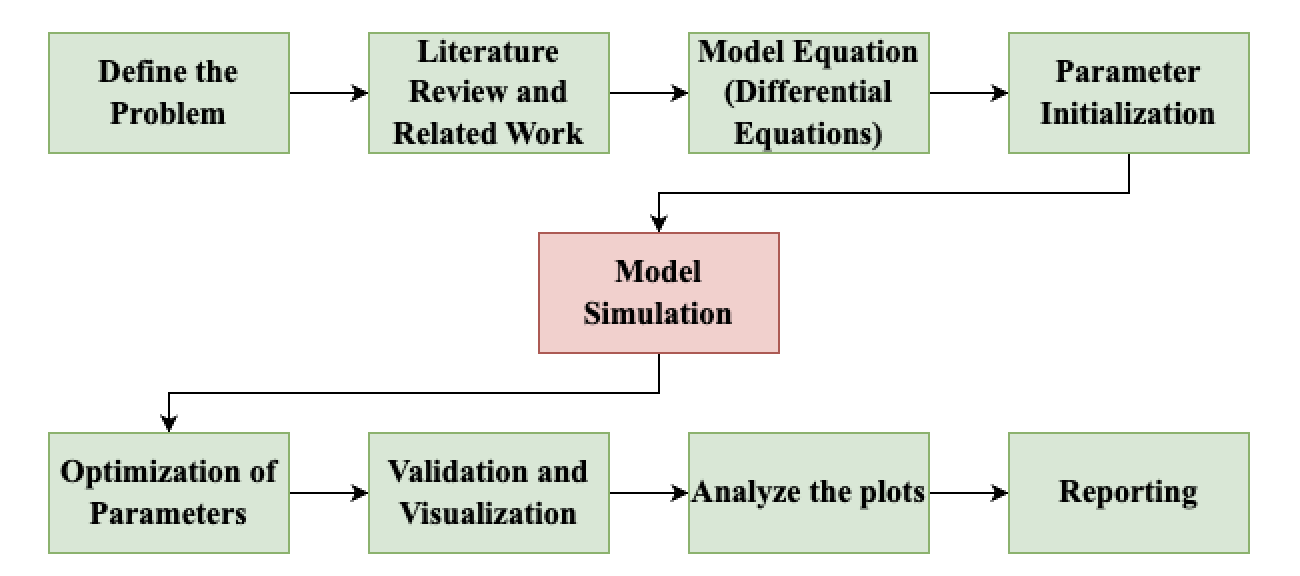 Define the
Problem
Literature
Review and
Related Work
Model Equation
(Differential
Equations)
Parameter
Initialization
Model
Simulation
Optimization of
Parameters
Validation and
Visualization
Analyze the plots
Reporting